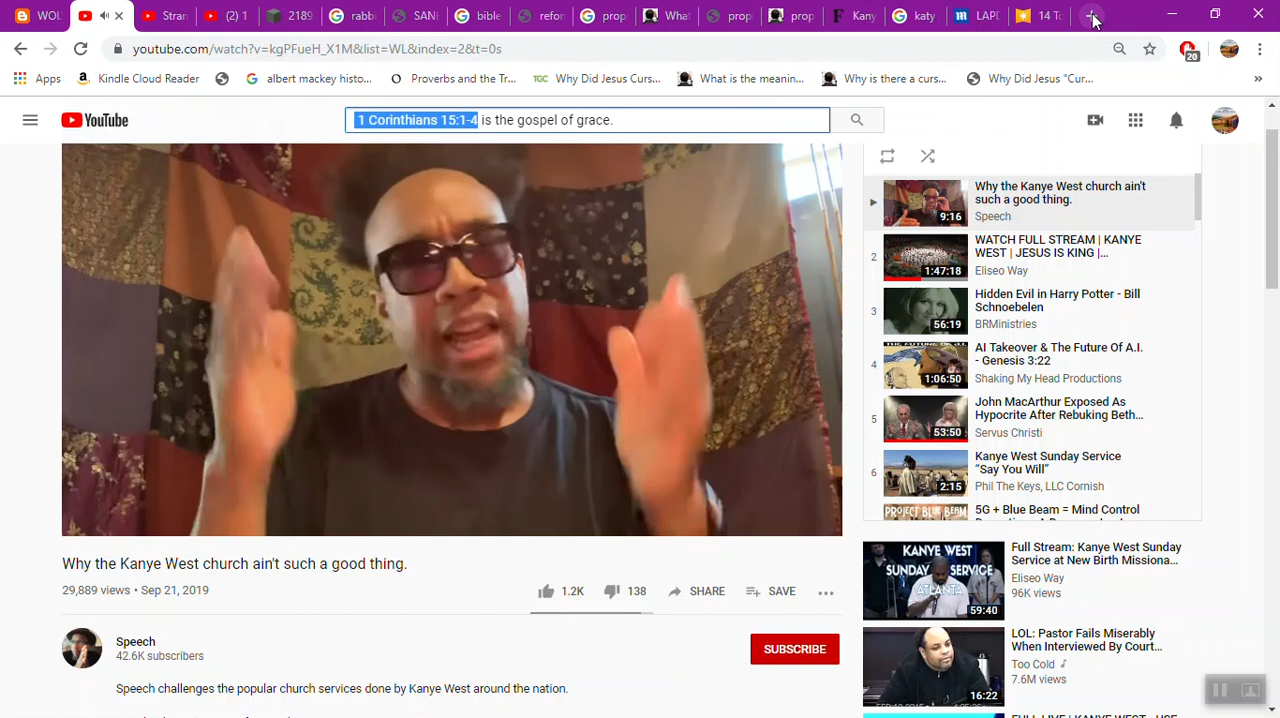 WOL
Stran
(2) 1
2189
rabb
SAN
bible
refor
prop
What
prop
prop
Kany
katy
LAPD
14 To
youtube.com/watch?v=kgPFueH_X1M&list=WL&index=2&t=0s
20
Apps
Kindle Cloud Reader
albert mackey histo...
Proverbs and the Tr...
TGC Why Did Jesus Curs...
What is the meanin...
Why is there a curs...
Why Did Jesus "Cur...
»
YouTube
1 Corinthians 15:1-4 is the gospel of grace.
Why the Kanye West church ain't
such a good thing.
Speech
9:16
2
WATCH FULL STREAM | KANYE
WEST | JESUS IS KING |...
Eliseo Way
1:47:18
3
Hidden Evil in Harry Potter - Bill
Schnoebelen
BRMinistries
56:19
4
AI Takeover & The Future Of A.I.
- Genesis 3:22
Shaking My Head Productions
1:06:50
5
John MacArthur Exposed As
Hypocrite After Rebuking Beth...
Servus Christi
53:50
6
Kanye West Sunday Service
“Say You Will”
Phil The Keys, LLC Cornish
2:15
PROJECT BLUE BEAM
5G + Blue Beam = Mind Control
Why the Kanye West church ain't such a good thing.
29,889 views • Sep 21, 2019
1.2K
138
SHARE
SAVE
Speech
42.6K subscribers
SUBSCRIBE
Speech challenges the popular church services done by Kanye West around the nation.
KANYE WEST
SUNDAY SERVICE
ATLANTA
59:40
Full Stream: Kanye West Sunday
Service at New Birth Missiona...
Eliseo Way
96K views
LOL: Pastor Fails Miserably
When Interviewed By Court...
Too Cold
7.6M views
16:22